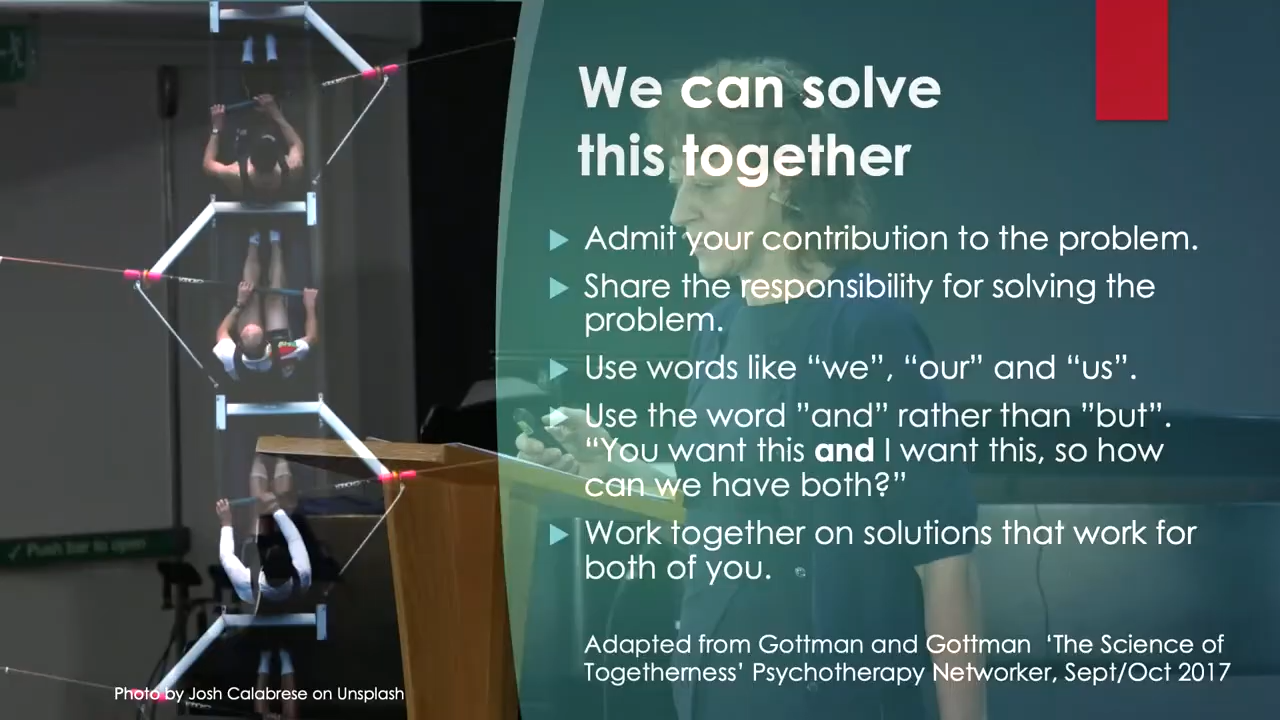 We can solve
this together
Admit your contribution to the problem.
Share the responsibility for solving the
problem.
Use words like “we”, “our” and “us”.
Use the word ”and” rather than ”but”.
“You want this and I want this, so how
can we have both?”
Work together on solutions that work for
both of you.
Adapted from Gottman and Gottman ‘The Science of
Togetherness’ Psychotherapy Networker, Sept/Oct 2017
Push bar to open
Photo by Josh Calabrese on Unsplash